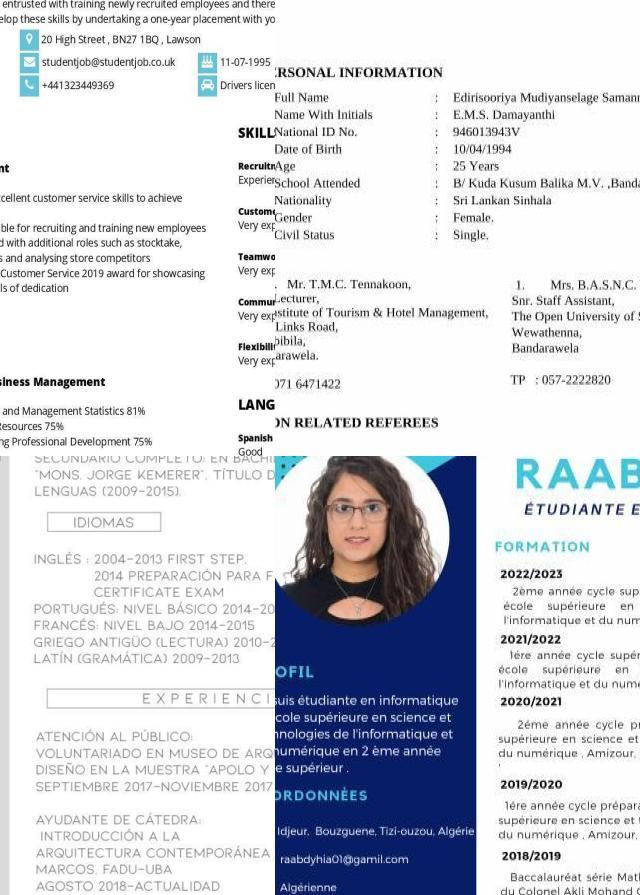 entrusted with newly recruited employees and there
elop these skills by undertaking a one-year placement with yo
20 High Street , BN27 1BQ , Lawson
studentjob@studentjob.co.uk
11-07-1995
+441323449369
Drivers licen
SKILL
nt
Recruitn
Experien
xcellent customer service skills to achieve
Custome
Very exp
ble for recruiting and training new employees
d with additional roles such as stocktake,
s and analysing store competitors
Customer Service 2019 award for showcasing
ls of dedication
Teamwo
Very exp
Commun
Very exp
Flexibili
Very exp
siness Management
and Management Statistics 81%
Resources 75%
ng Professional Development 75%
LANG
Spanish
Good
ERSONAL INFORMATION
Full Name : Edirisooriya Mudiyanselage Samann
Name With Initials : E.M.S. Damayanthi
National ID No. : 946013943V
Date of Birth : 10/04/1994
Age : 25 Years
School Attended : B/ Kuda Kusum Balika M.V. ,Banda
Nationality : Sri Lankan Sinhala
Gender : Female.
Civil Status : Single.
. Mr. T.M.C. Tennakoon,
Lecturer,
stitute of Tourism & Hotel Management,
Links Road,
bibila,
arawela.
071 6471422
1. Mrs. B.A.S.N.C.
Snr. Staff Assistant,
The Open University of S
Wewathenna,
Bandarawela
TP : 057-2222820
ON RELATED REFEREES
SECUNDARIO COMPLETO: EN BACHI
"MONS. JORGE KEMERER". TÍTULO D
LENGUAS (2009-2015).
IDIOMAS
INGLÉS : 2004-2013 FIRST STEP.
2014 PREPARACIÓN PARA F
CERTIFICATE EXAM
PORTUGUÉS: NIVEL BÁSICO 2014-20
FRANCÉS: NIVEL BAJO 2014-2015
GRIEGO ANTIGÜO (LECTURA) 2010-2
LATÍN (GRAMÁTICA) 2009-2013
EXPERIENCI
ATENCIÓN AL PÚBLICO:
VOLUNTARIADO EN MUSEO DE ARQ
DISEÑO EN LA MUESTRA "APOLO Y
SEPTIEMBRE 2017-NOVIEMBRE 2017
AYUDANTE DE CÁTEDRA:
INTRODUCCIÓN A LA
ARQUITECTURA CONTEMPORÁNEA
MARCOS. FADU-UBA
AGOSTO 2018-ACTUALIDAD
OFIL
suis étudiante en informatique
cole supérieure en science et
hnologies de l'informatique et
numérique en 2 ème année
e supérieur .
ORDONNÉES
Idjeur, Bouzguene, Tizi-ouzou, Algérie
raabdyhia01@gamil.com
Algérienne
RAAB
ÉTUDIANTE E
FORMATION
2022/2023
2ème année cycle sup
école supérieure en
l'informatique et du num
2021/2022
1ére année cycle supér
école supérieure en
l'Informatique et du nume
2020/2021
2éme année cycle pr
supérieure en science et
du numérique , Amizour,
'
2019/2020
1ére année cycle prépara
supérieure en science et t
du numérique , Amizour,
2018/2019
Baccalauréat série Mat
du Colonel Akli Mohand O